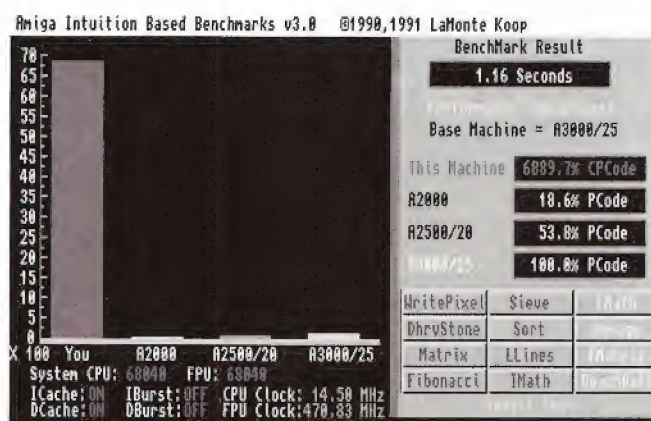 Amiga Intuition Based Benchmarks v3.0 ©1990,1991 LaMonte Koop
BenchMark Result
1.16 Seconds
Base Machine = A3000/25
This Machine 6889.7% CPCode
A2000 18.6% PCode
A2500/20 53.8% PCode
A3000/25 100.0% PCode
WritePixel Sieve
DhryStone Sort
Matrix LLines
Fibonacci IMath
70
65
60
55
50
45
40
35
30
25
20
15
10
5
0
X 100 You A2000 A2500/20 A3000/25
System CPU: 68040 FPU: 68040
ICache: ON IBurst: OFF CPU Clock: 14.50 MHz
DCache: ON DBurst: OFF FPU Clock: 470.83 MHz